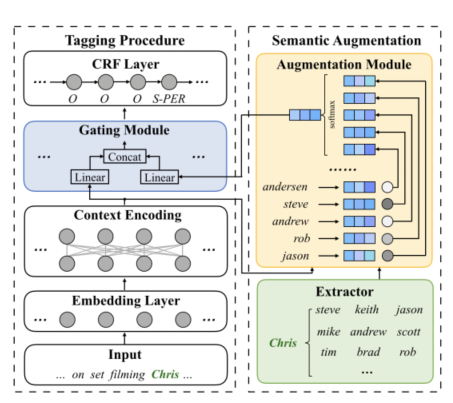 Tagging Procedure
CRF Layer
... ...
O O O S-PER
Gating Module
... Concat ...
Linear Linear
Context Encoding
... ...
Embedding Layer
... ...
Input
... on set filming Chris ...
Semantic Augmentation
Augmentation Module
softmax
......
andersen
steve
andrew
rob
jason
Extractor
steve keith jason
Chris mike andrew scott
tim brad rob
...